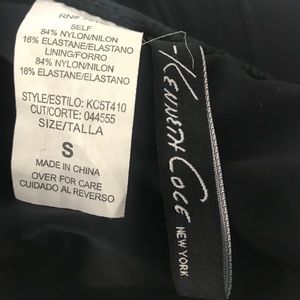 SELF
84% NYLON/NILON
16% ELASTANE/ELASTANO
LINING/FORRO
84% NYLON/NILON
16% ELASTANE/ELASTANO
STYLE/ESTILO: KC5T410
CUT/CORTE: 044555
SIZE/TALLA
S
MADE IN CHINA
OVER FOR CARE
CUIDADO AL REVERSO
KENNETH COLE
NEW YORK